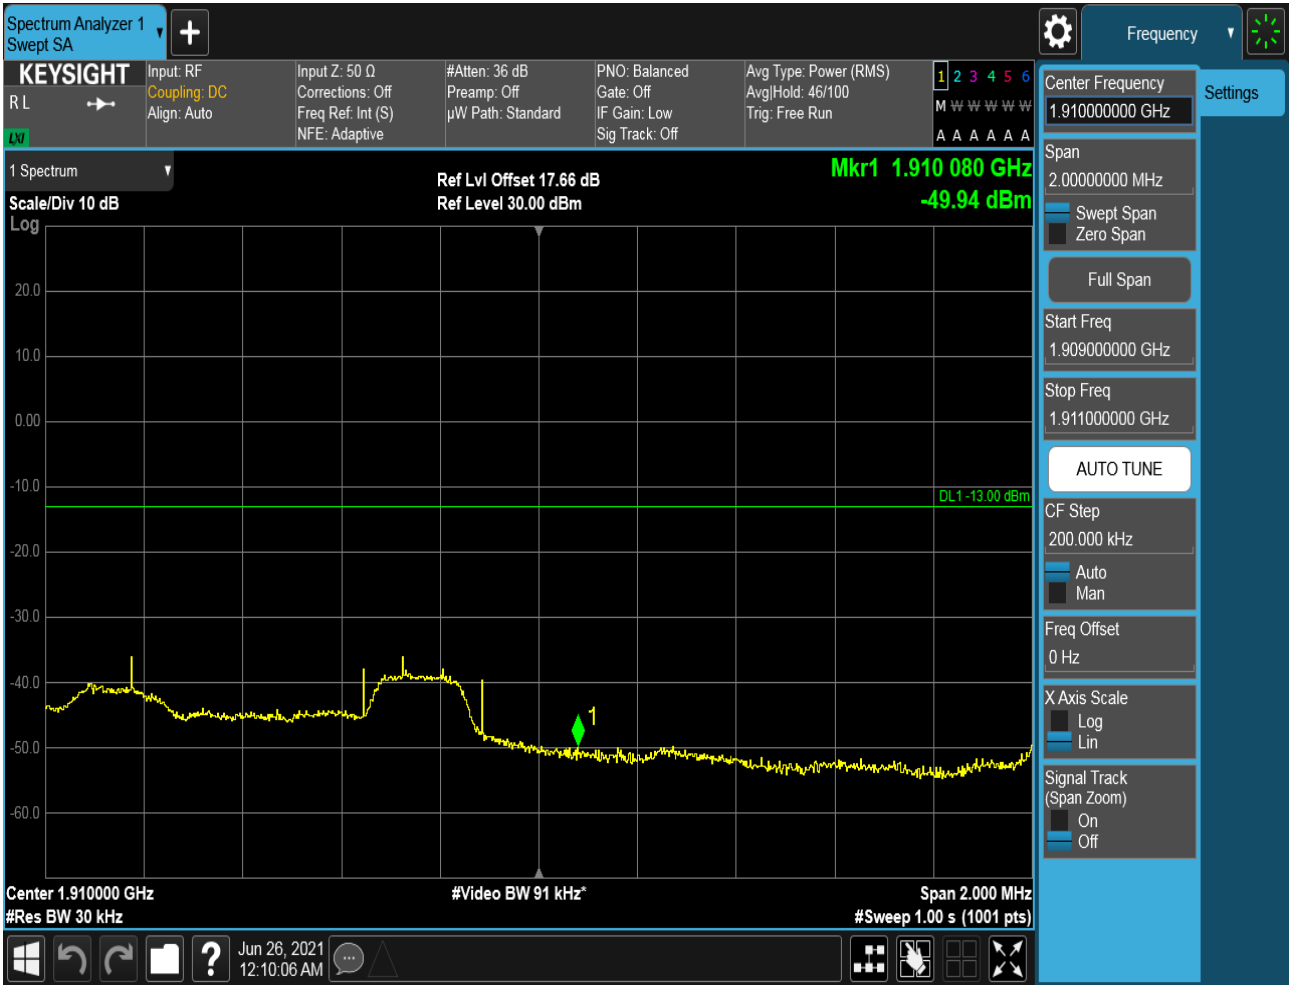 Spectrum Analyzer 1
Swept SA
Frequency
KEYSIGHT
R L
LXI
Input: RF
Coupling: DC
Align: Auto
Input Z: 50 Ω
Corrections: Off
Freq Ref: Int (S)
NFE: Adaptive
#Atten: 36 dB
Preamp: Off
µW Path: Standard
PNO: Balanced
Gate: Off
IF Gain: Low
Sig Track: Off
Avg Type: Power (RMS)
Avg|Hold: 46/100
Trig: Free Run
1 2 3 4 5 6
M W W W W W
A A A A A A
1 Spectrum
Scale/Div 10 dB
Log
Ref Lvl Offset 17.66 dB
Ref Level 30.00 dBm
Mkr1 1.910 080 GHz
-49.94 dBm
20.0
10.0
0.00
-10.0
DL1 -13.00 dBm
-20.0
-30.0
-40.0
1
-50.0
-60.0
Center 1.910000 GHz
#Res BW 30 kHz
#Video BW 91 kHz*
Span 2.000 MHz
#Sweep 1.00 s (1001 pts)
Jun 26, 2021
12:10:06 AM
?
Center Frequency
1.910000000 GHz
Settings
Span
2.00000000 MHz
Swept Span
Zero Span
Full Span
Start Freq
1.909000000 GHz
Stop Freq
1.911000000 GHz
AUTO TUNE
CF Step
200.000 kHz
Auto
Man
Freq Offset
0 Hz
X Axis Scale
Log
Lin
Signal Track
(Span Zoom)
On
Off